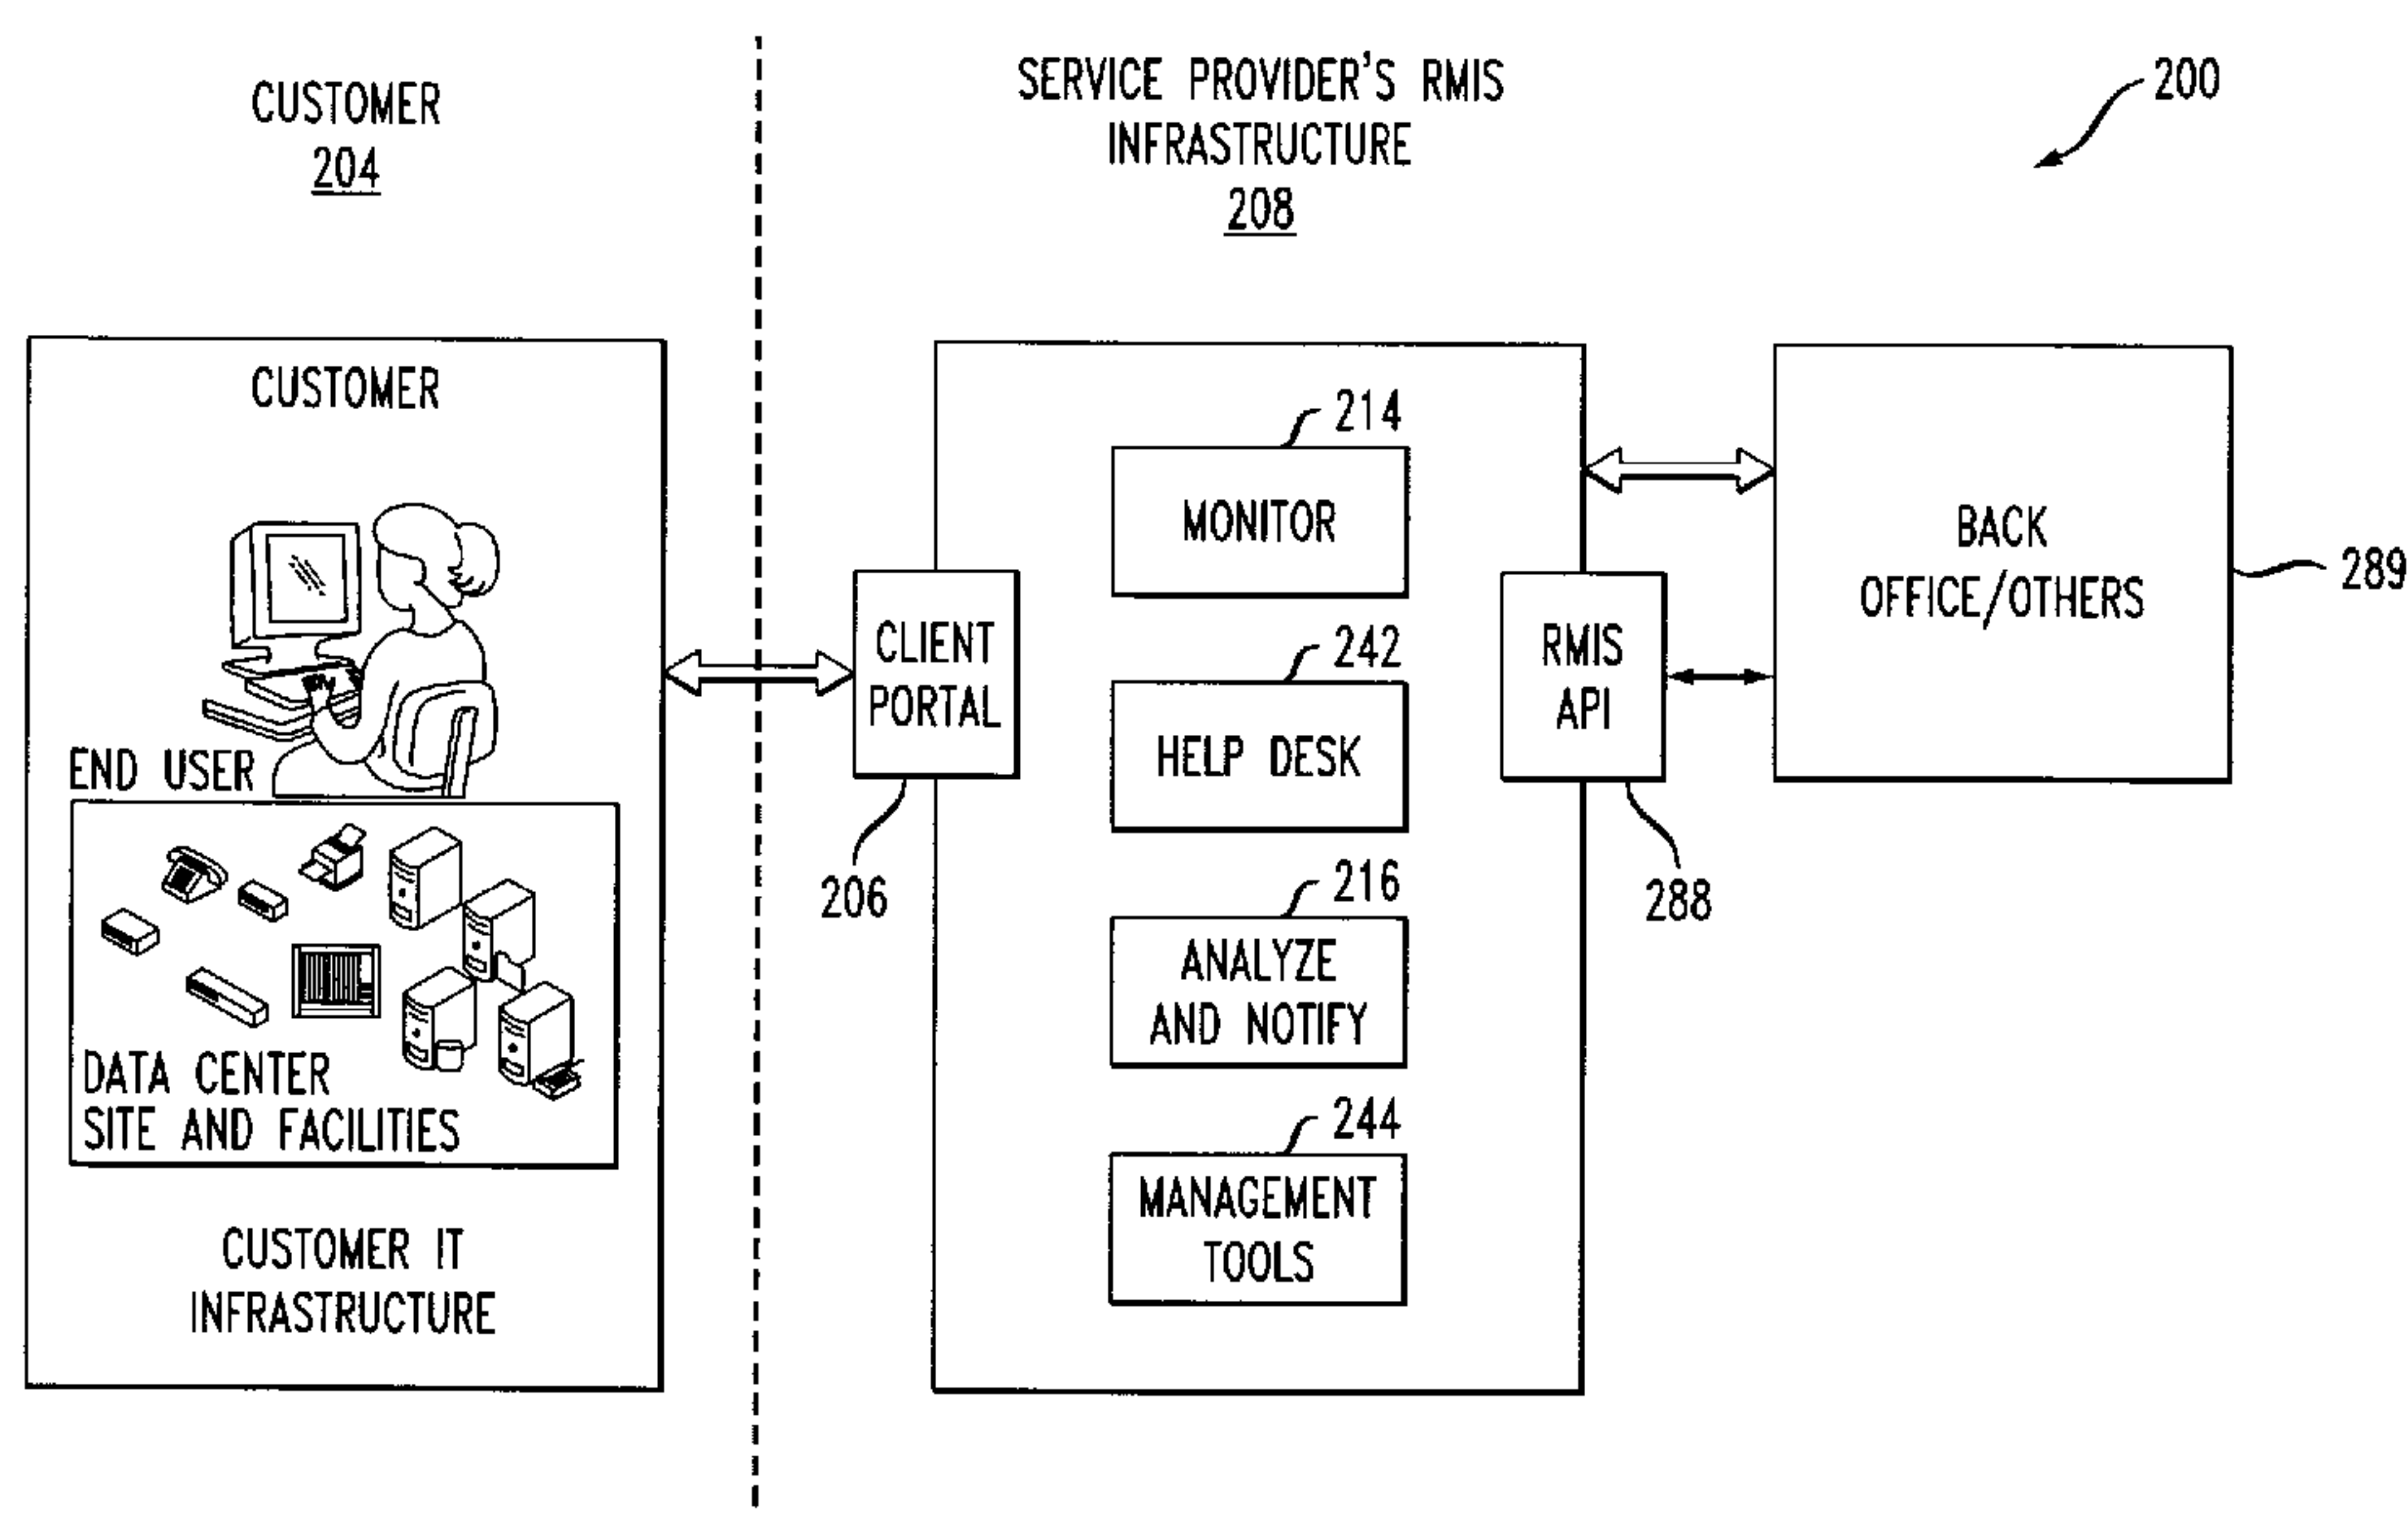 CUSTOMER
204
SERVICE PROVIDER'S RMIS
INFRASTRUCTURE
208
200
CUSTOMER
END USER
DATA CENTER
SITE AND FACILITIES
CUSTOMER IT
INFRASTRUCTURE
CLIENT
PORTAL
206
214
MONITOR
242
HELP DESK
216
ANALYZE
AND NOTIFY
244
MANAGEMENT
TOOLS
RMIS
API
288
BACK
OFFICE/OTHERS
289